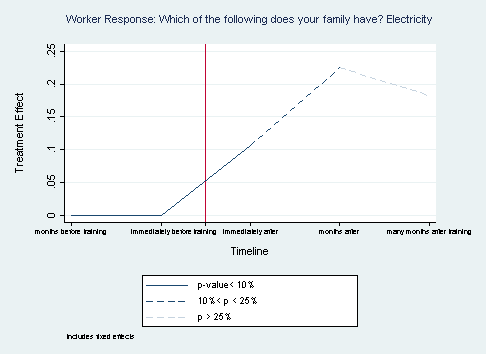 Worker Response: Which of the following does your family have? Electricity
Treatment Effect
.25
.2
.15
.1
.05
0
months before training immediately before training immediately after months after many months after training
Timeline
p-value < 10%
10% < p < 25%
p > 25%
Includes fixed effects